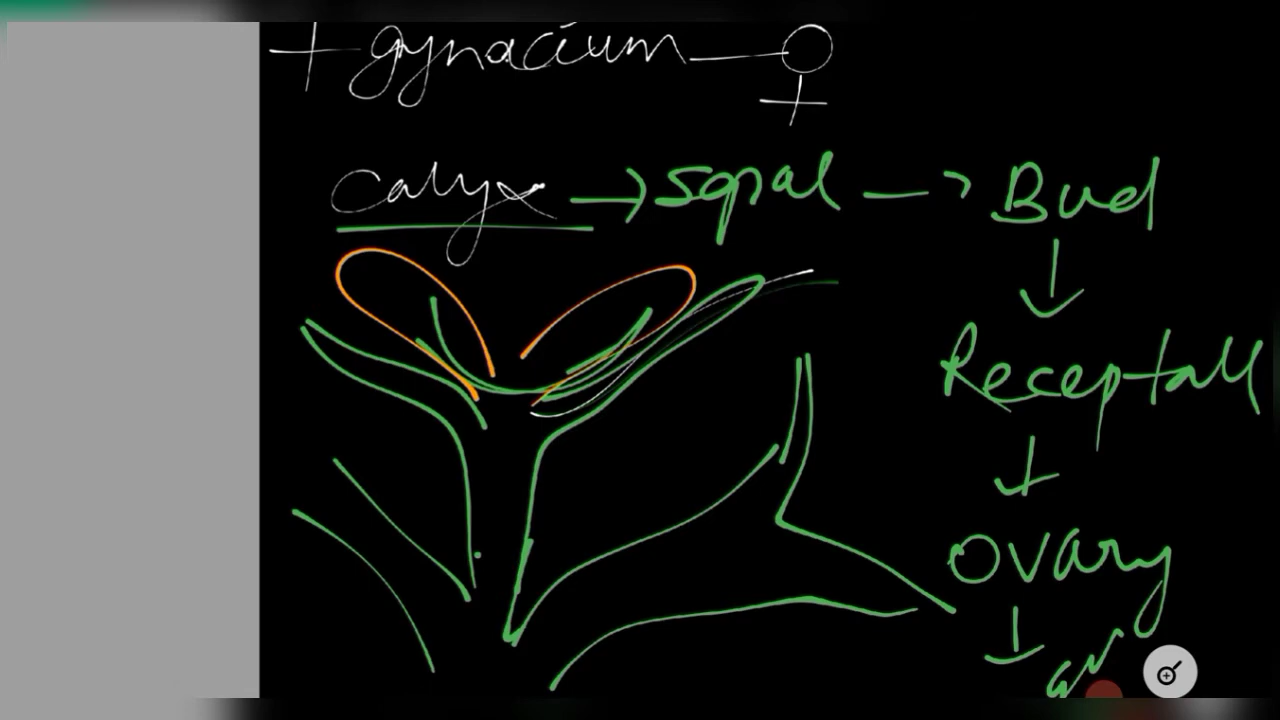 + gynacium — ♀
calyx → sepal → Bud
↓
Receptall
↓
Ovary
↓